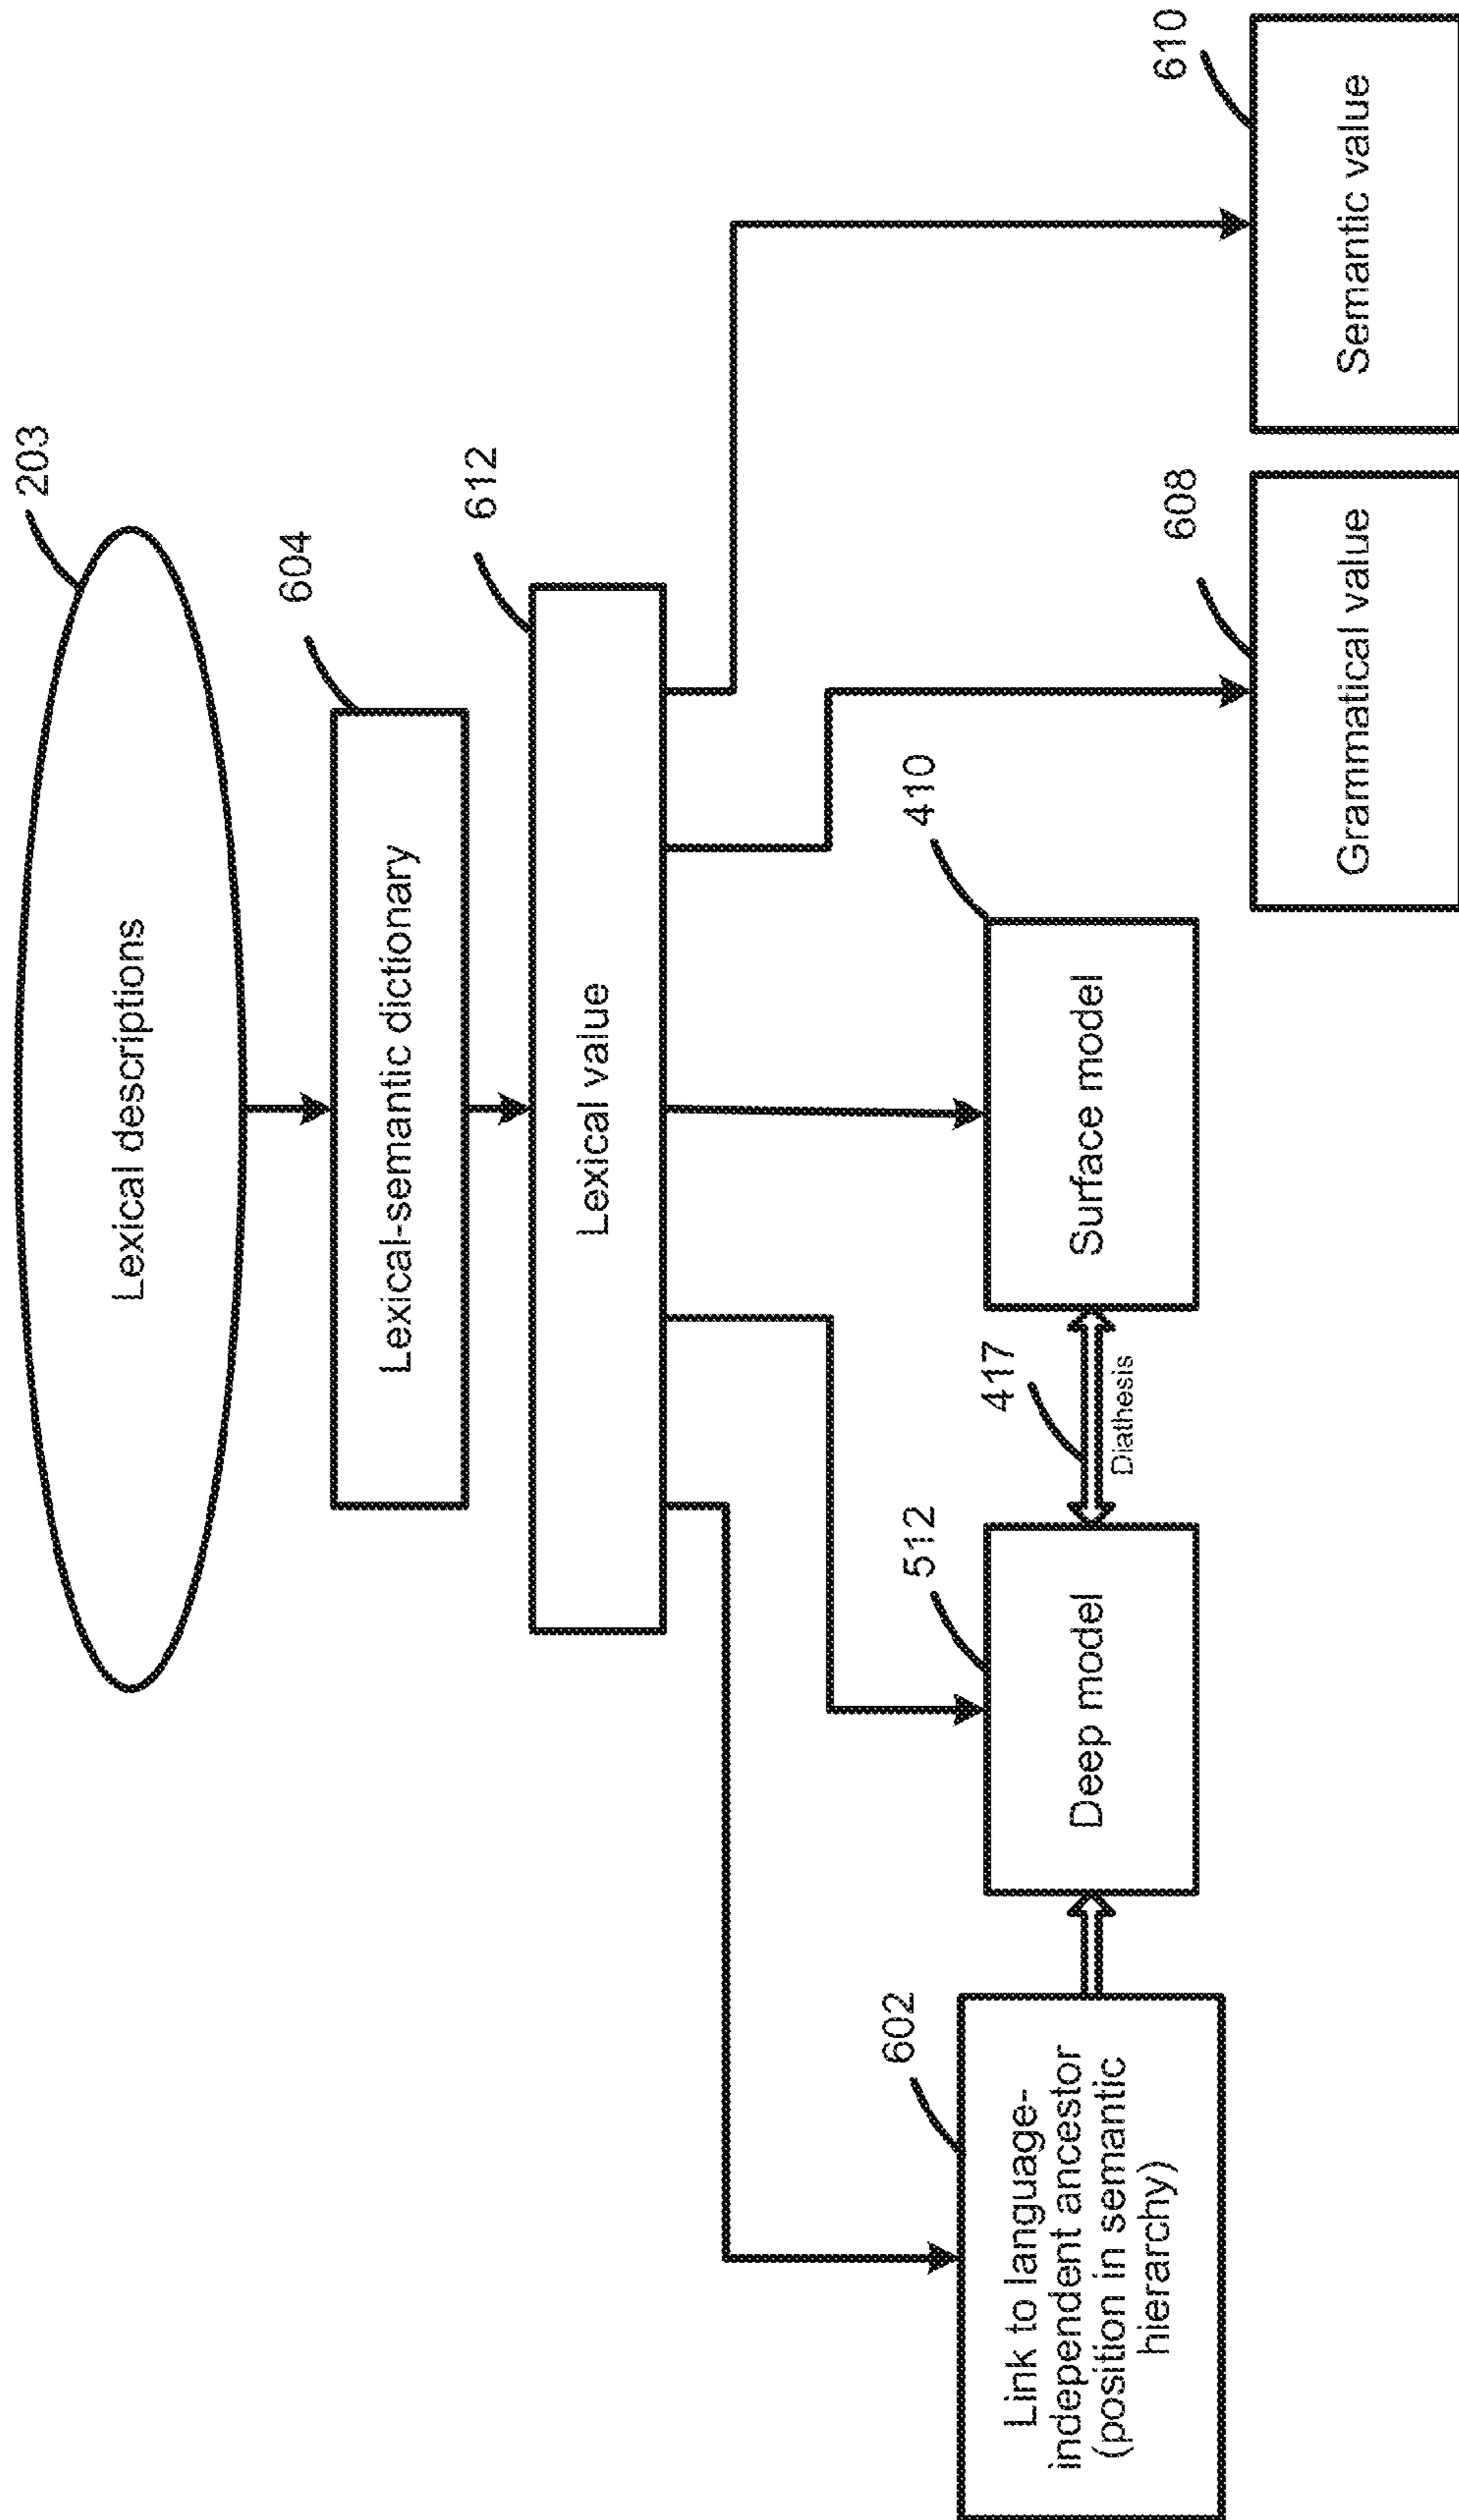 Lexical descriptions
203
604
Lexical-semantic dictionary
612
Lexical value
602
Link to language-
independent ancestor
(position in semantic
hierarchy)
512
Deep model
417
Diathesis
410
Surface model
608
Grammatical value
610
Semantic value